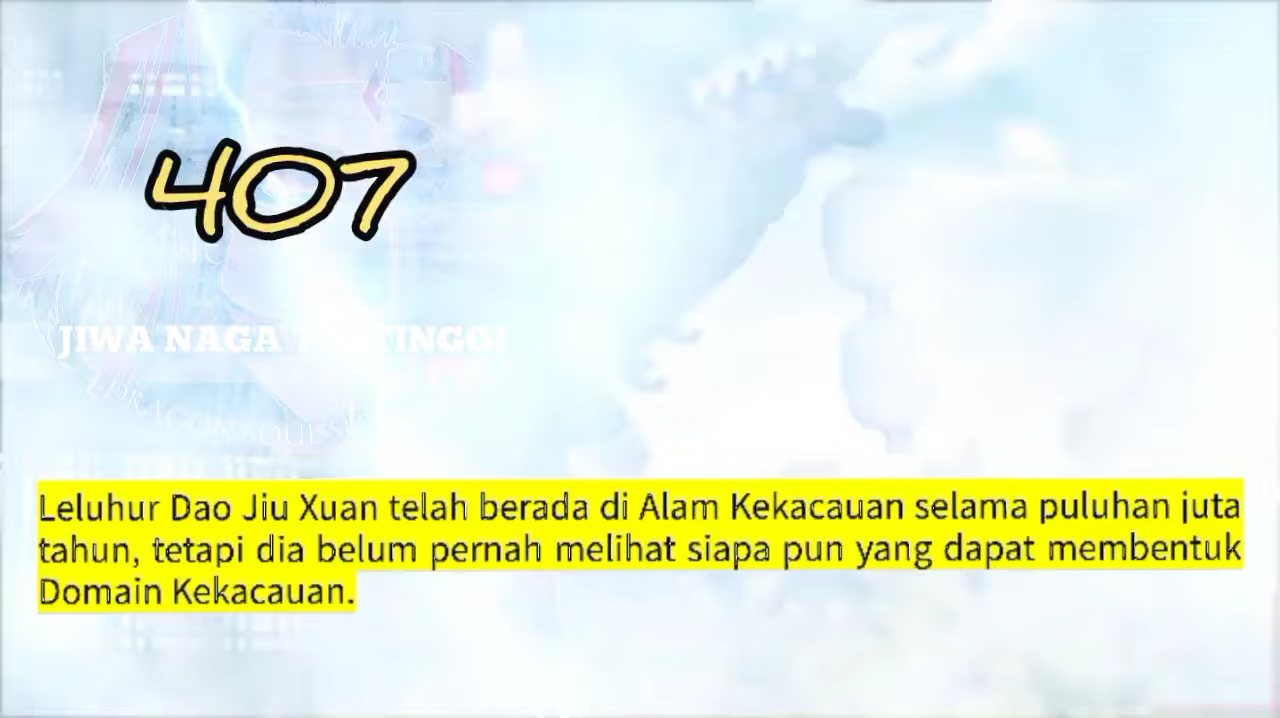 407
JIWA NAGA
Leluhur Dao Jiu Xuan telah berada di Alam Kekacauan selama puluhan juta
tahun, tetapi dia belum pernah melihat siapa pun yang dapat membentuk
Domain Kekacauan.